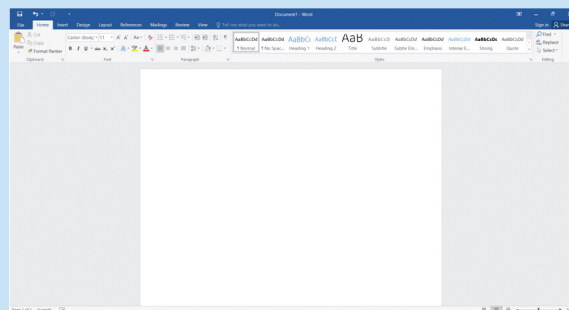 Document1 - Word
File Home Insert Design Layout References Mailings Review View Tell me what you want to do...
Sign in Share
Paste
Cut
Copy
Format Painter
Calibri (Body) 11
AaBbCcDd AaBbCcDd AaBbCc AaBbCcC AaB AaBbCcD AaBbCcDd AaBbCcDd AaBbCcDd AaBbCcDc AaBbCcDd
¶ Normal ¶ No Spac... Heading 1 Heading 2 Title Subtitle Subtle Em... Emphasis Intense E... Strong Quote
Find
Replace
Select
Clipboard Font Paragraph Styles Editing
Page 1 of 1 0 words